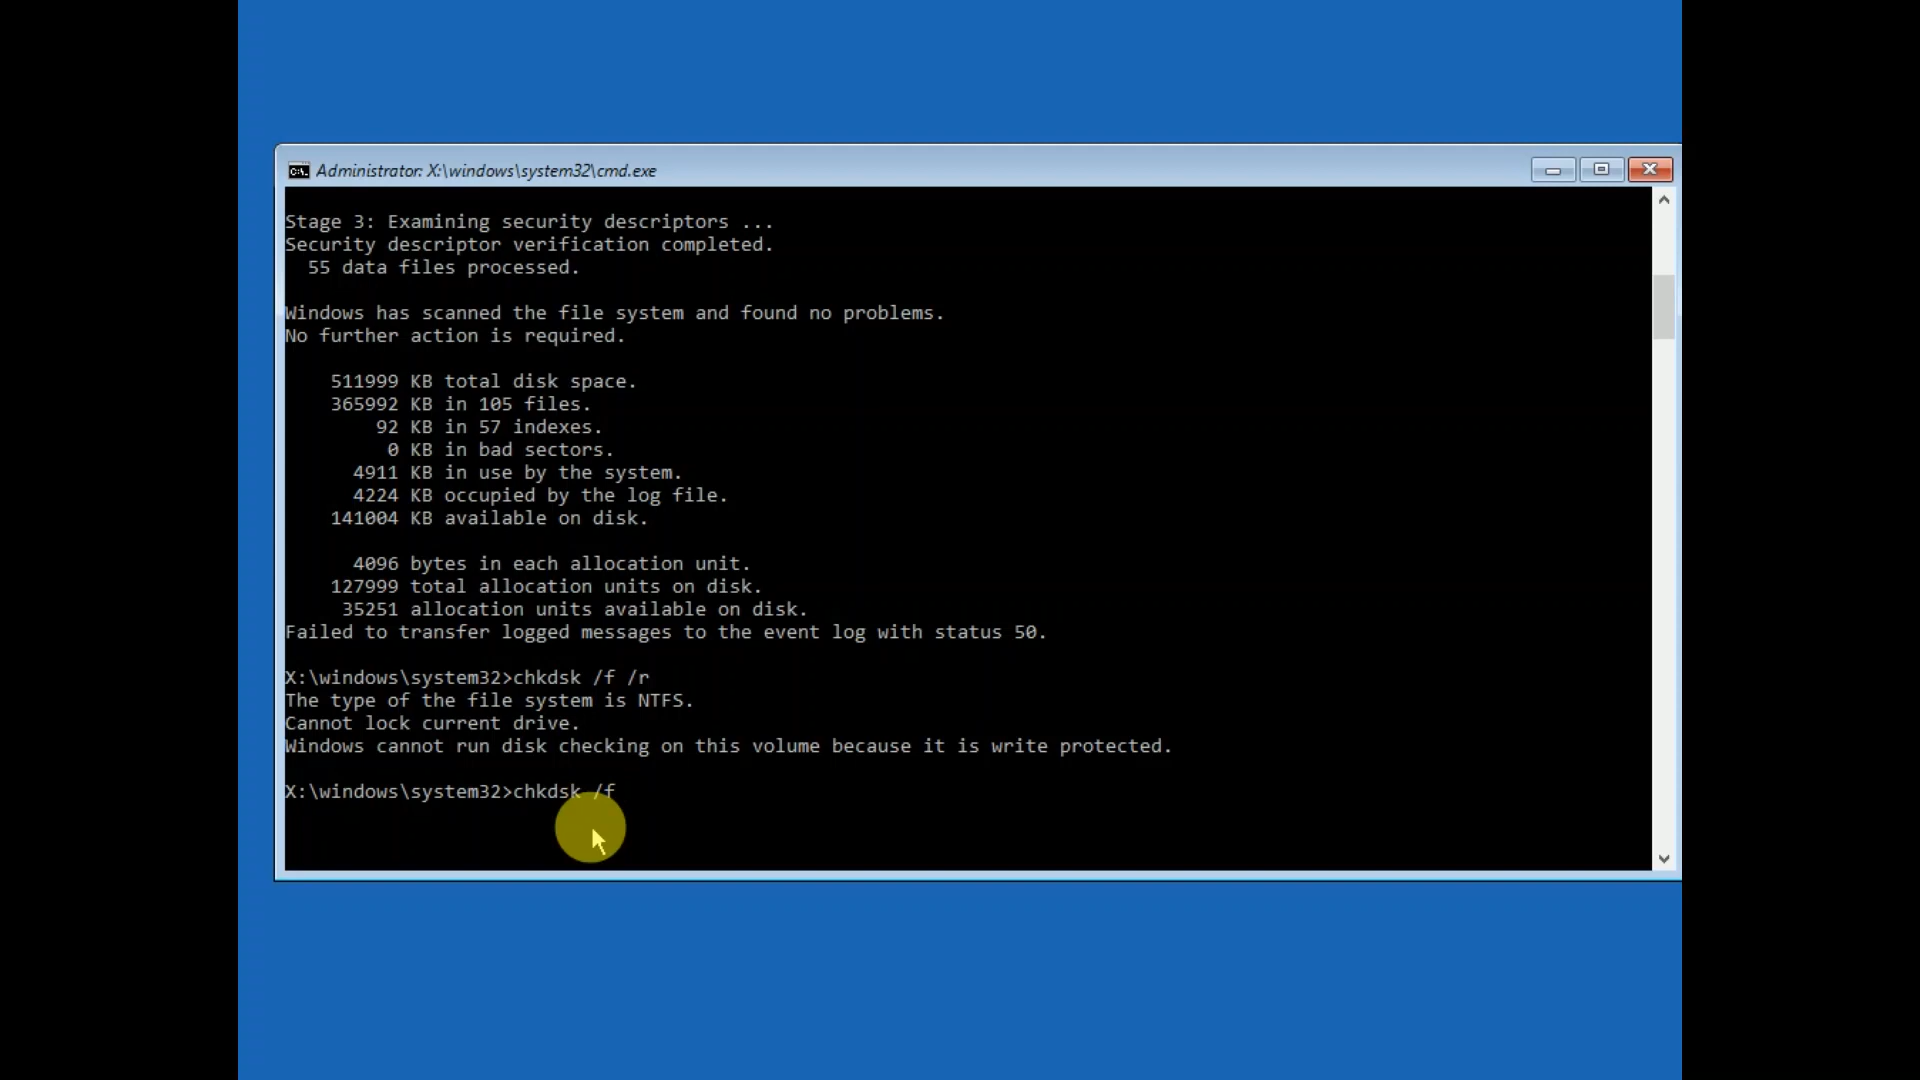 Administrator: X:\windows\system32\cmd.exe
Stage 3: Examining security descriptors ...
Security descriptor verification completed.
  55 data files processed.
Windows has scanned the file system and found no problems.
No further action is required.
    511999 KB total disk space.
    365992 KB in 105 files.
        92 KB in 57 indexes.
         0 KB in bad sectors.
      4911 KB in use by the system.
      4224 KB occupied by the log file.
    141004 KB available on disk.
      4096 bytes in each allocation unit.
    127999 total allocation units on disk.
     35251 allocation units available on disk.
Failed to transfer logged messages to the event log with status 50.
X:\windows\system32>chkdsk /f /r
The type of the file system is NTFS.
Cannot lock current drive.
Windows cannot run disk checking on this volume because it is write protected.
X:\windows\system32>chkdsk /f